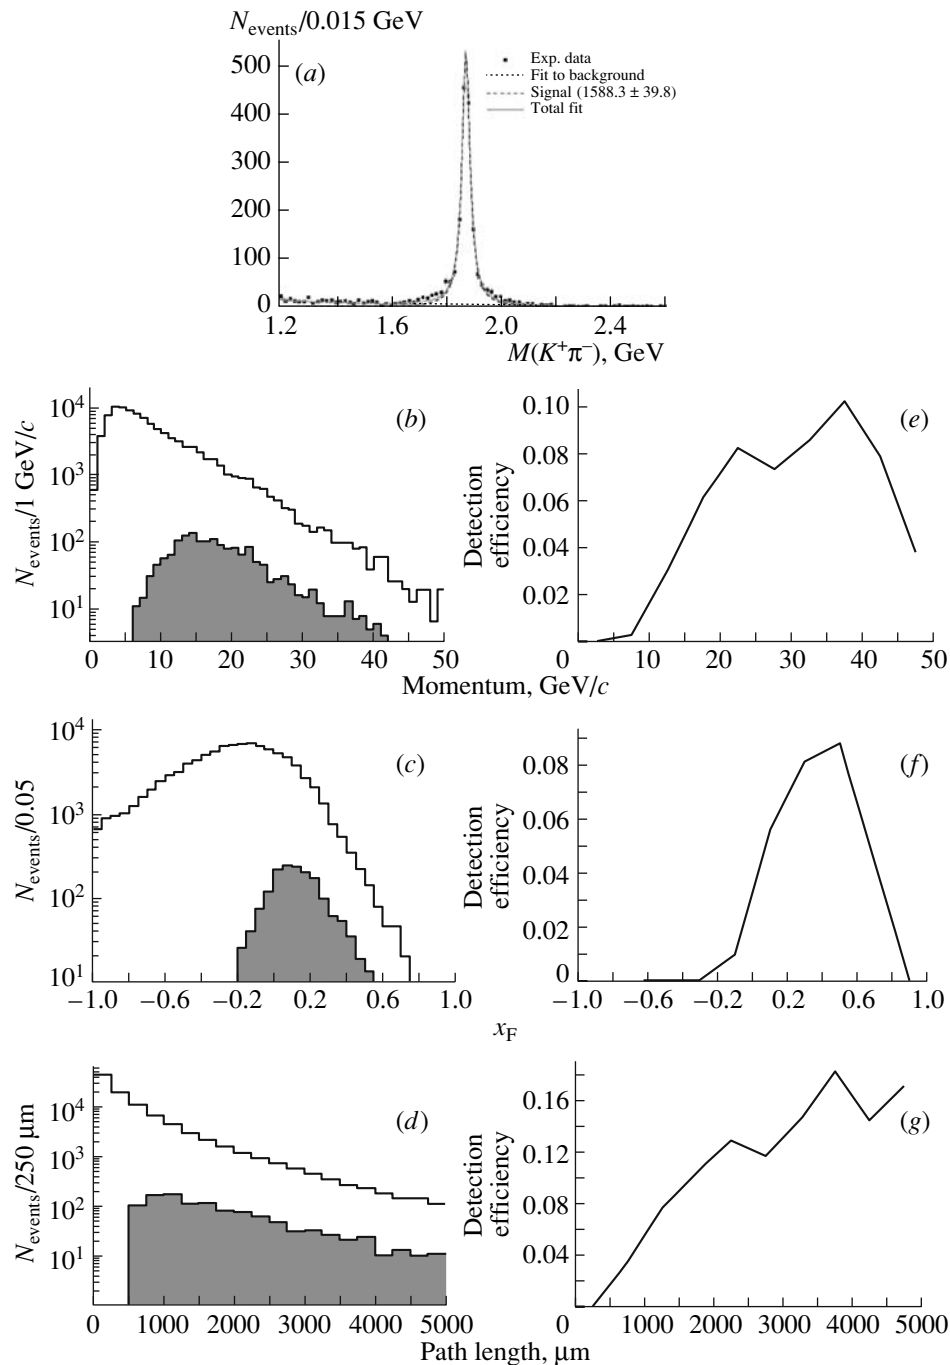 N_events/0.015 GeV
(a)
Exp. data
Fit to background
Signal (1588.3 ± 39.8)
Total fit
500
400
300
200
100
0
1.2 1.6 2.0 2.4
M(K⁺π⁻), GeV
N_events/1 GeV/c
10⁴
10³
10²
10¹
(b)
0 10 20 30 40 50
Detection efficiency
0.10
0.08
0.06
0.04
0.02
0
(e)
10 20 30 40 50
Momentum, GeV/c
N_events/0.05
10⁴
10³
10²
10¹
(c)
−1.0 −0.6 −0.2 0.2 0.6 1.0
Detection efficiency
0.08
0.06
0.04
0.02
0
(f)
−1.0 −0.6 −0.2 0.2 0.6 1.0
x_F
N_events/250 μm
10⁴
10³
10²
10¹
(d)
0 1000 2000 3000 4000 5000
Detection efficiency
0.16
0.12
0.08
0.04
(g)
0 1000 2000 3000 4000 5000
Path length, μm